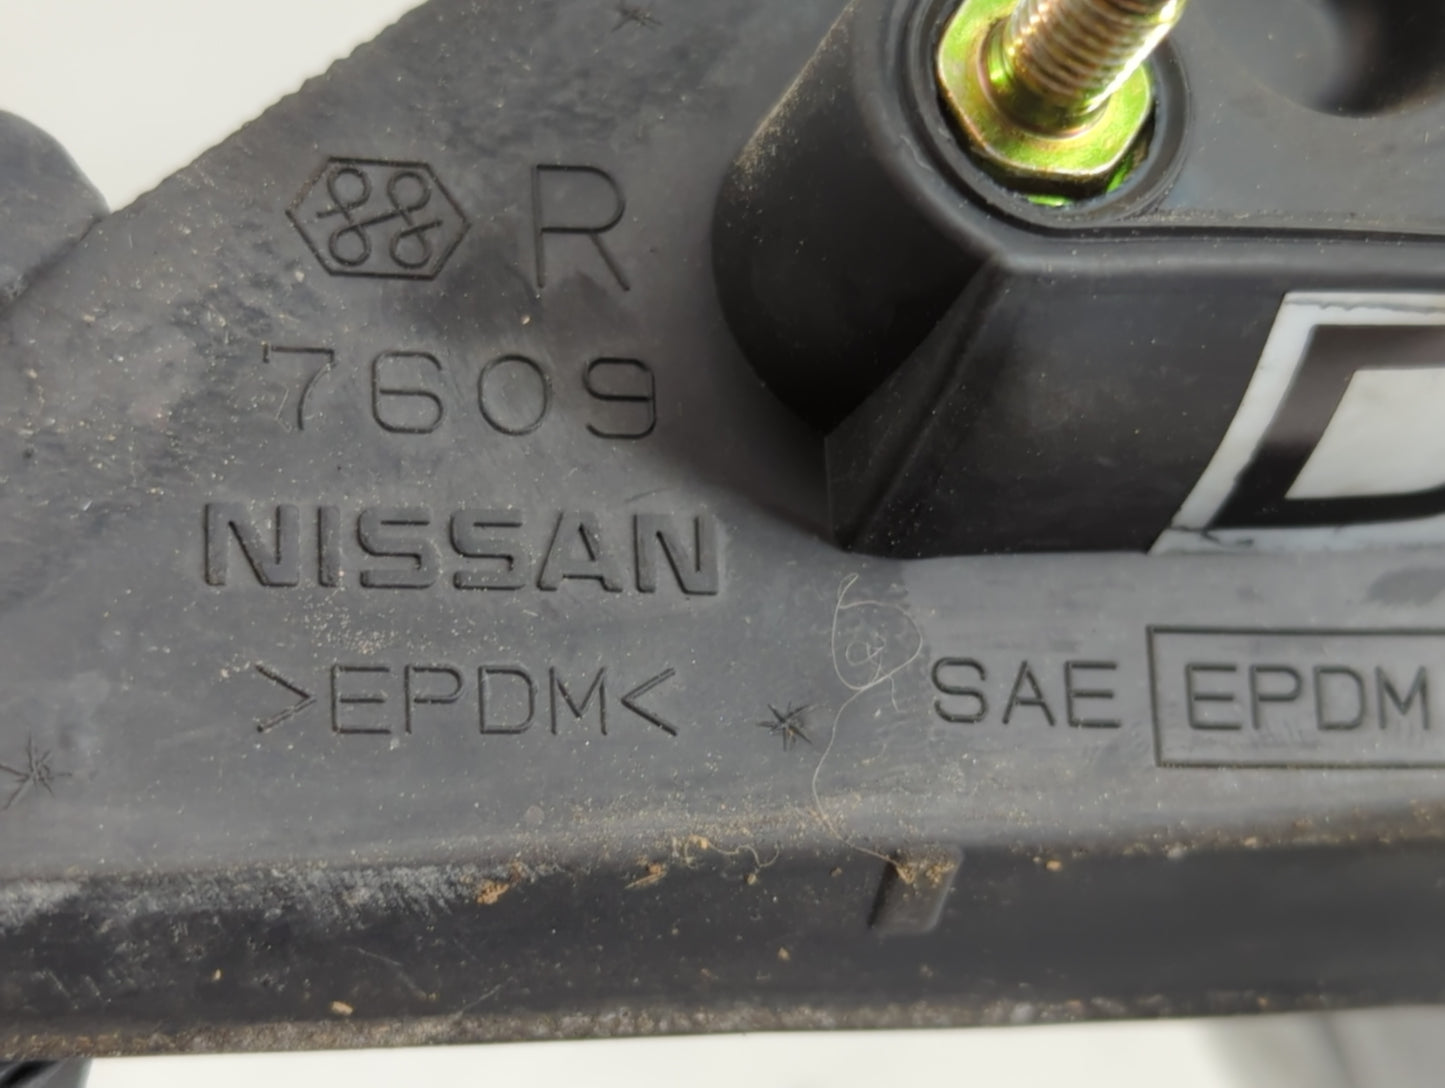 R
7609
NISSAN
>EPDM<
SAE EPDM